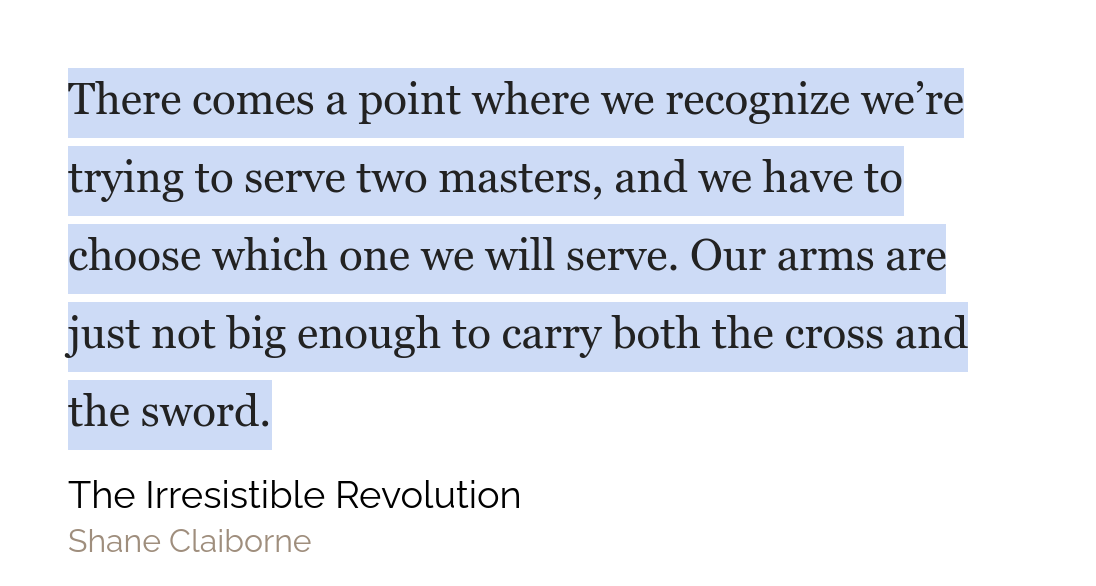 There comes a point where we recognize we’re
trying to serve two masters, and we have to
choose which one we will serve. Our arms are
just not big enough to carry both the cross and
the sword.
The Irresistible Revolution
Shane Claiborne